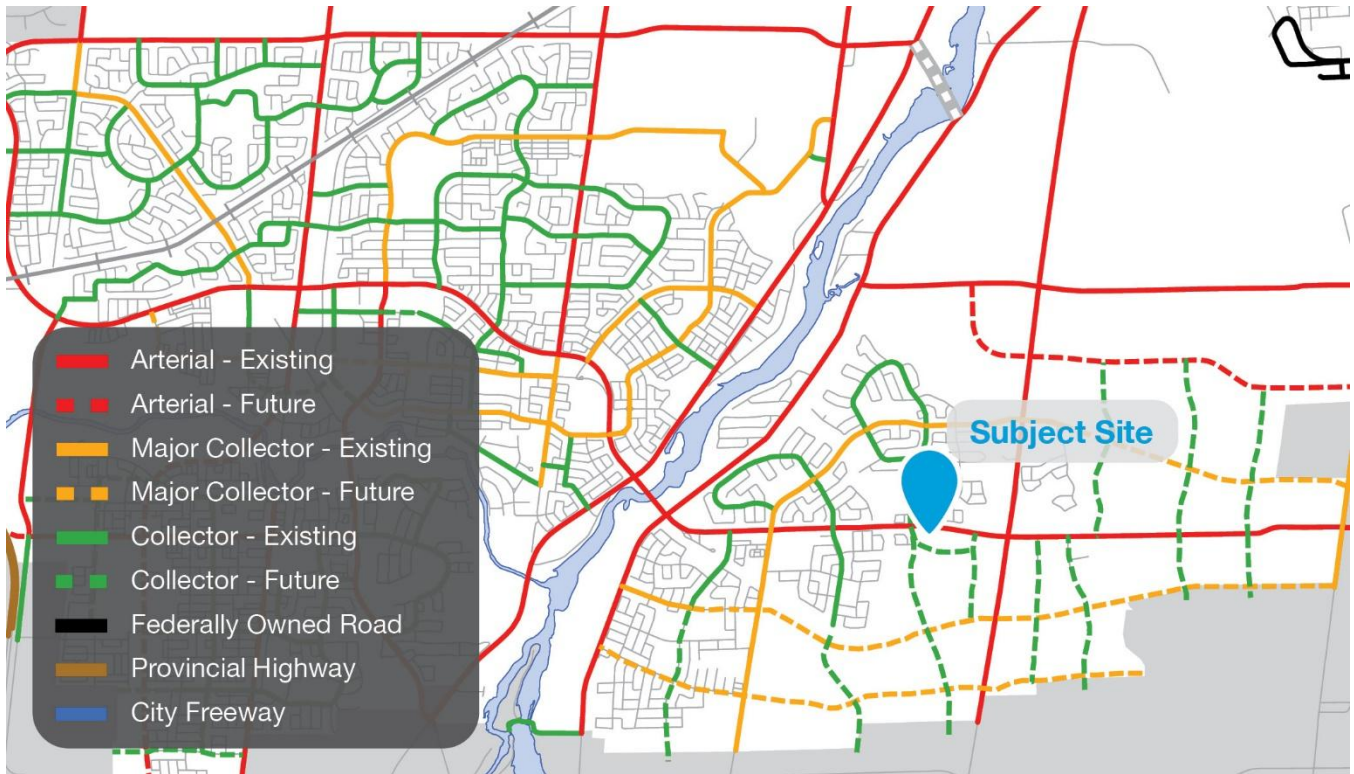 Arterial - Existing
Arterial - Future
Major Collector - Existing
Major Collector - Future
Collector - Existing
Collector - Future
Federally Owned Road
Provincial Highway
City Freeway
Subject Site